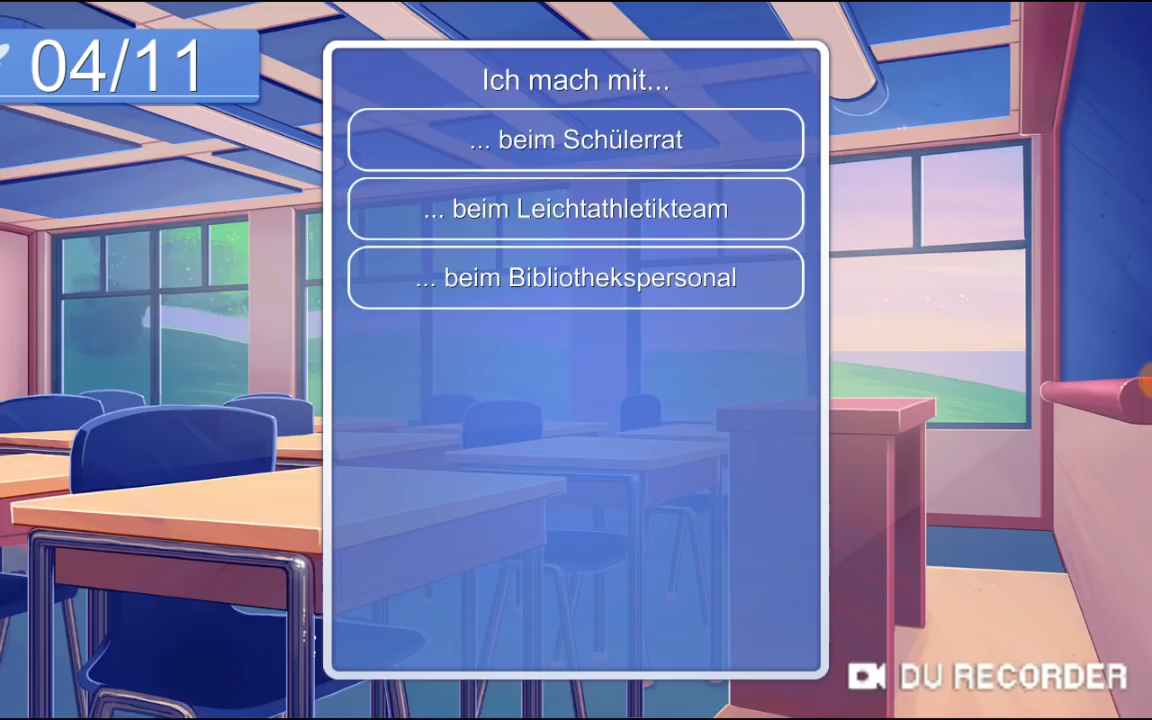 04/11
Ich mach mit...
... beim Schülerrat
... beim Leichtathletikteam
... beim Bibliothekspersonal
DU RECORDER